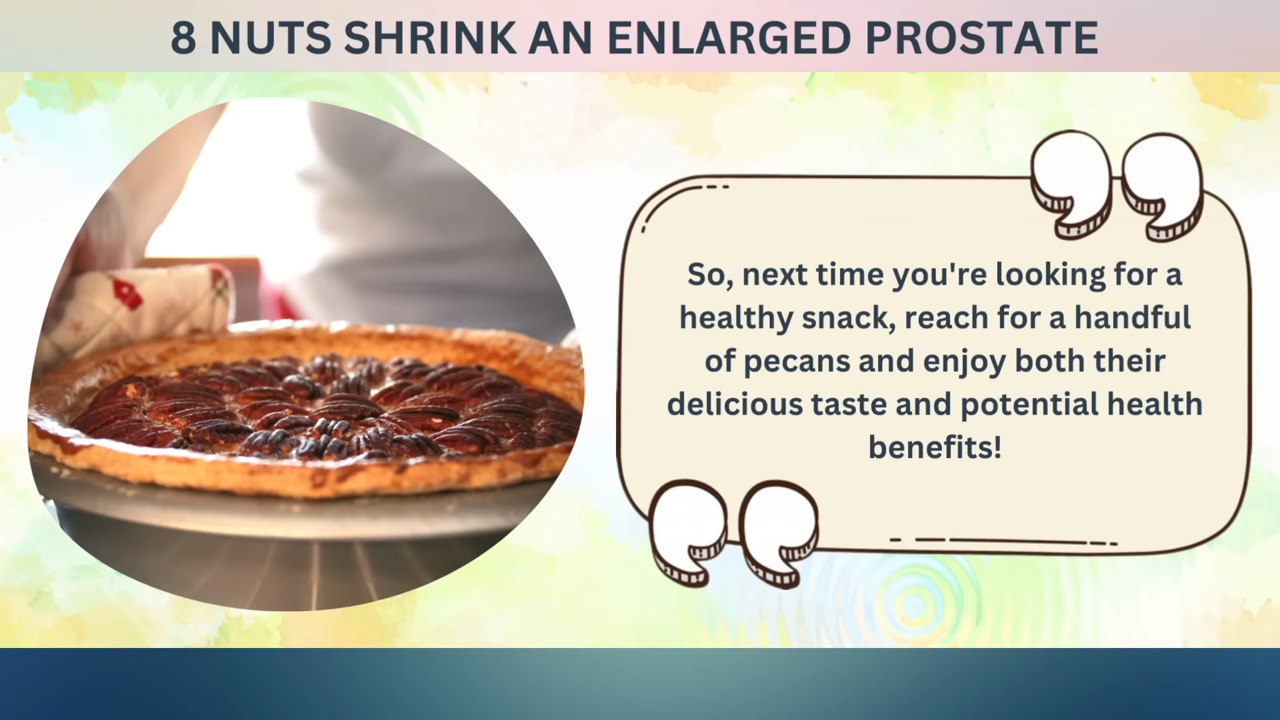 8 NUTS SHRINK AN ENLARGED PROSTATE
So, next time you're looking for a
healthy snack, reach for a handful
of pecans and enjoy both their
delicious taste and potential health
benefits!